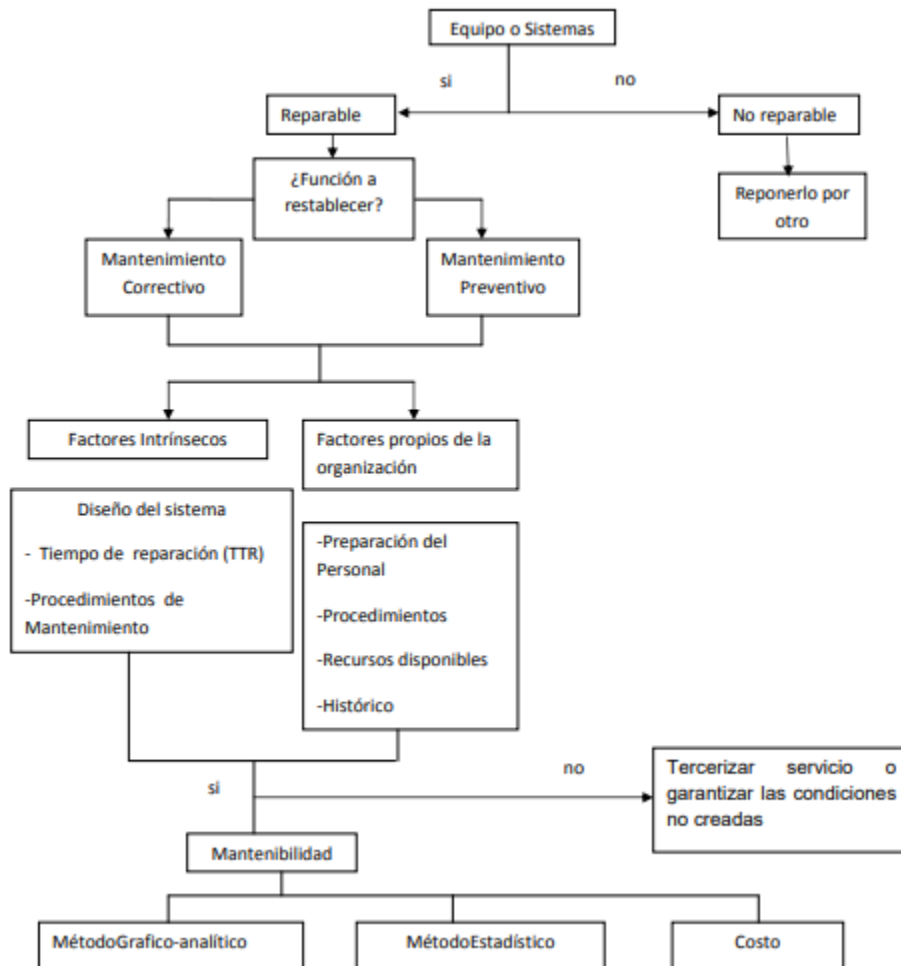 Equipo o Sistemas
si
no
Reparable
No reparable
¿Función a
restablecer?
Reponerlo por
otro
Mantenimiento
Correctivo
Mantenimiento
Preventivo
Factores Intrínsecos
Factores propios de la
organización
Diseño del sistema
- Tiempo de reparación (TTR)
-Procedimientos de
Mantenimiento
-Preparación del
Personal
-Procedimientos
-Recursos disponibles
-Histórico
si
no
Tercerizar servicio o
garantizar las condiciones
no creadas
Mantenibilidad
MétodoGrafico-analítico
MétodoEstadístico
Costo